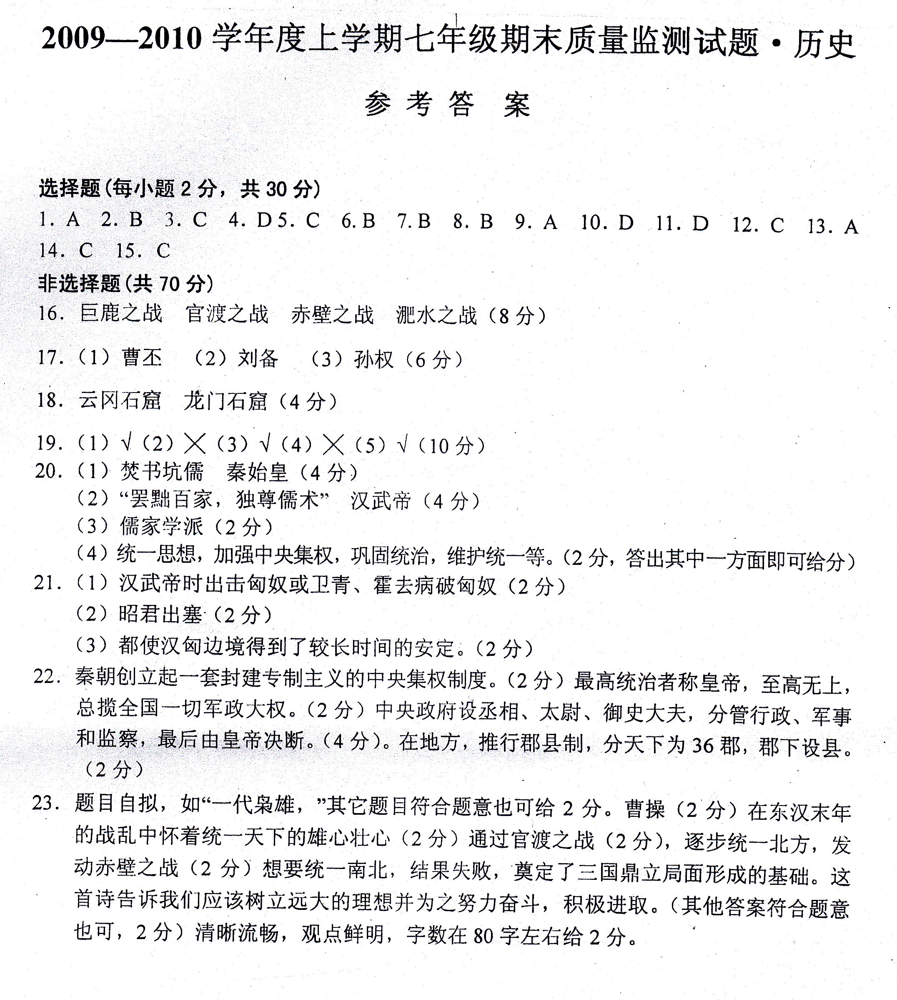 2009—2010 学年度上学期七年级期末质量监测试题·历史
参 考 答 案
选择题(每小题 2 分，共 30 分)
1. A 2. B 3. C 4. D 5. C 6. B 7. B 8. B 9. A 10. D 11. D 12. C 13. A
14. C 15. C
非选择题(共 70 分)
16. 巨鹿之战 官渡之战 赤壁之战 淝水之战（8 分）
17.（1）曹丕 （2）刘备 （3）孙权（6 分）
18. 云冈石窟 龙门石窟（4 分）
19.（1）√（2）╳（3）√（4）╳（5）√（10 分）
20.（1）焚书坑儒 秦始皇（4 分）
（2）“罢黜百家，独尊儒术” 汉武帝（4 分）
（3）儒家学派（2 分）
（4）统一思想，加强中央集权，巩固统治，维护统一等。（2 分，答出其中一方面即可给分）
21.（1）汉武帝时出击匈奴或卫青、霍去病破匈奴（2 分）
（2）昭君出塞（2 分）
（3）都使汉匈边境得到了较长时间的安定。（2 分）
22. 秦朝创立起一套封建专制主义的中央集权制度。（2 分）最高统治者称皇帝，至高无上，
总揽全国一切军政大权。（2 分）中央政府设丞相、太尉、御史大夫，分管行政、军事
和监察，最后由皇帝决断。（4 分）。在地方，推行郡县制，分天下为 36 郡，郡下设县。
（2 分）
23. 题目自拟，如“一代枭雄，”其它题目符合题意也可给 2 分。曹操（2 分）在东汉末年
的战乱中怀着统一天下的雄心壮心（2 分）通过官渡之战（2 分），逐步统一北方，发
动赤壁之战（2 分）想要统一南北，结果失败，奠定了三国鼎立局面形成的基础。这
首诗告诉我们应该树立远大的理想并为之努力奋斗，积极进取。（其他答案符合题意
也可，2 分）清晰流畅，观点鲜明，字数在 80 字左右给 2 分。